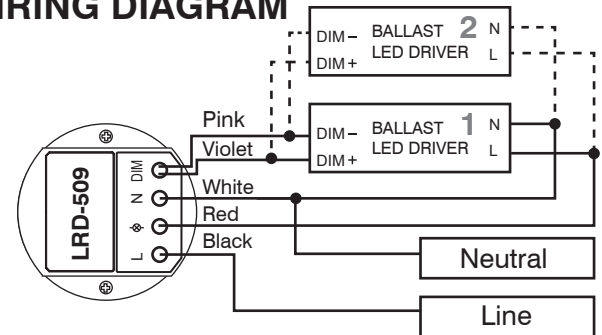 IRING DIAGRAM
DIM – BALLAST 2 N
DIM + LED DRIVER L
DIM – BALLAST 1 N
DIM + LED DRIVER L
Pink
Violet
White
Red
Black
LRD-509
DIM
N
L
Neutral
Line